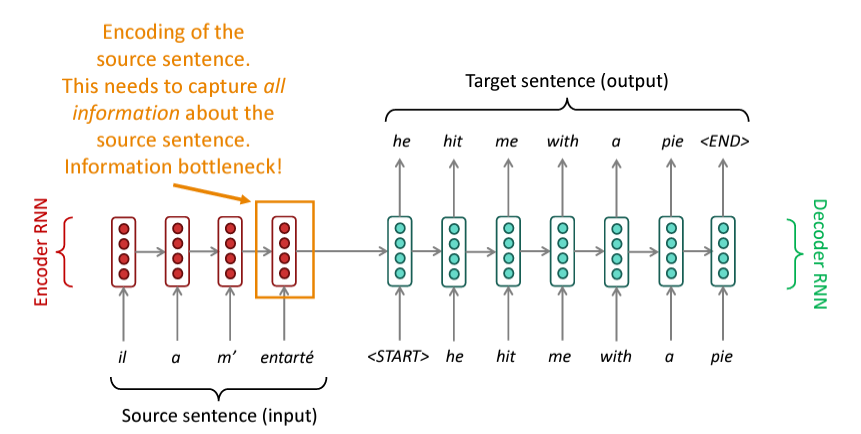 Encoding of the
source sentence.
This needs to capture all
information about the
source sentence.
Information bottleneck!
Target sentence (output)
he hit me with a pie <END>
Encoder RNN
Decoder RNN
il a m’ entarté
<START> he hit me with a pie
Source sentence (input)